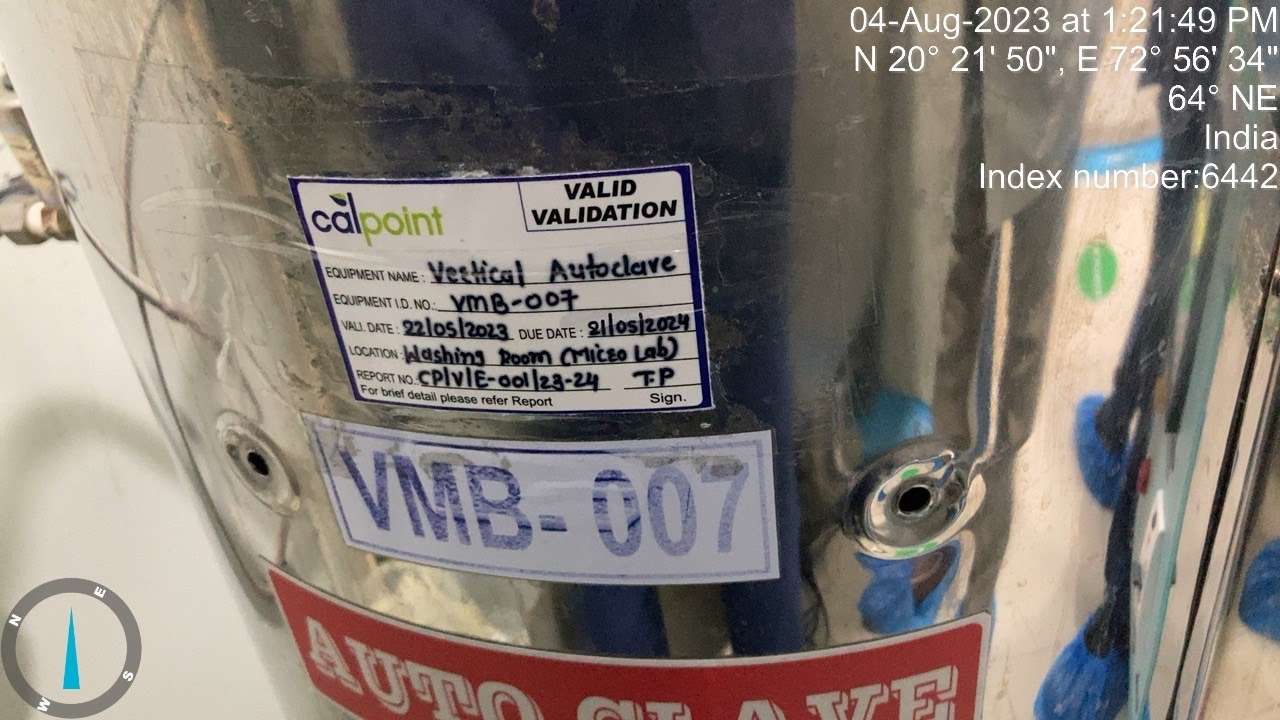 04-Aug-2023 at 1:21:49 PM
N 20° 21' 50", E 72° 56' 34"
64° NE
India
Index number:6442
calpoint
VALID
VALIDATION
EQUIPMENT NAME: Vertical Autoclave
EQUIPMENT I.D. NO.: VMB-007
VALI. DATE: 22/05/2023 DUE DATE: 21/05/2024
LOCATION: Washing Room (Micro Lab)
REPORT NO. CP/V/E-001/23-24 T.P
For brief detail please refer Report Sign.
VMB-007
AUTO CLAVE
N
E
W
S